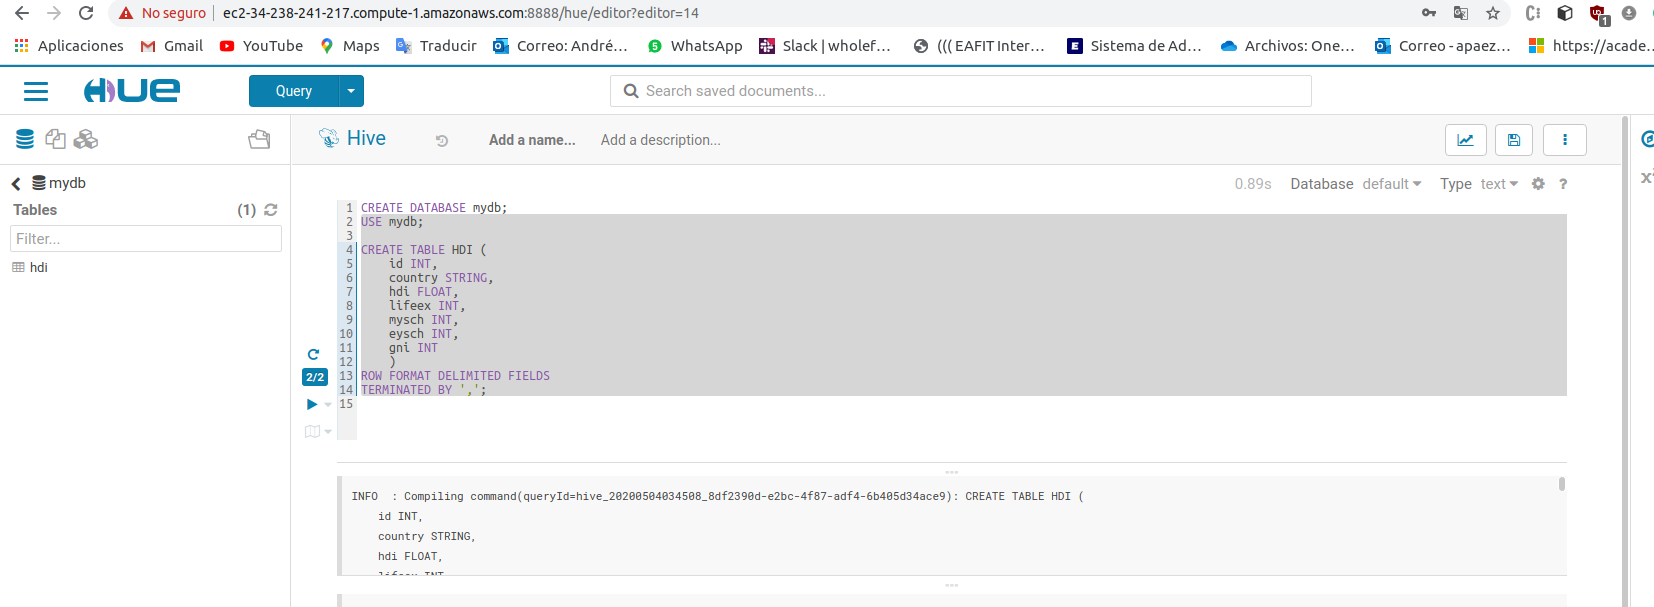 No seguro ec2-34-238-241-217.compute-1.amazonaws.com:8888/hue/editor?editor=14
Aplicaciones Gmail YouTube Maps Traducir Correo: André... WhatsApp Slack | wholef... ((( EAFIT Inter... Sistema de Ad... Archivos: One... Correo - apaez... https://acade...
HUE Query Search saved documents...
Hive Add a name... Add a description...
mydb
Tables (1)
Filter...
hdi
0.89s Database default Type text ?
1 CREATE DATABASE mydb;
2 USE mydb;
3
4 CREATE TABLE HDI (
5 id INT,
6 country STRING,
7 hdi FLOAT,
8 lifeex INT,
9 mysch INT,
10 eysch INT,
11 gni INT
12 )
13 ROW FORMAT DELIMITED FIELDS
14 TERMINATED BY ',';
15
2/2
INFO : Compiling command(queryId=hive_20200504034508_8df2390d-e2bc-4f87-adf4-6b405d34ace9): CREATE TABLE HDI (
id INT,
country STRING,
hdi FLOAT,
lifeex INT